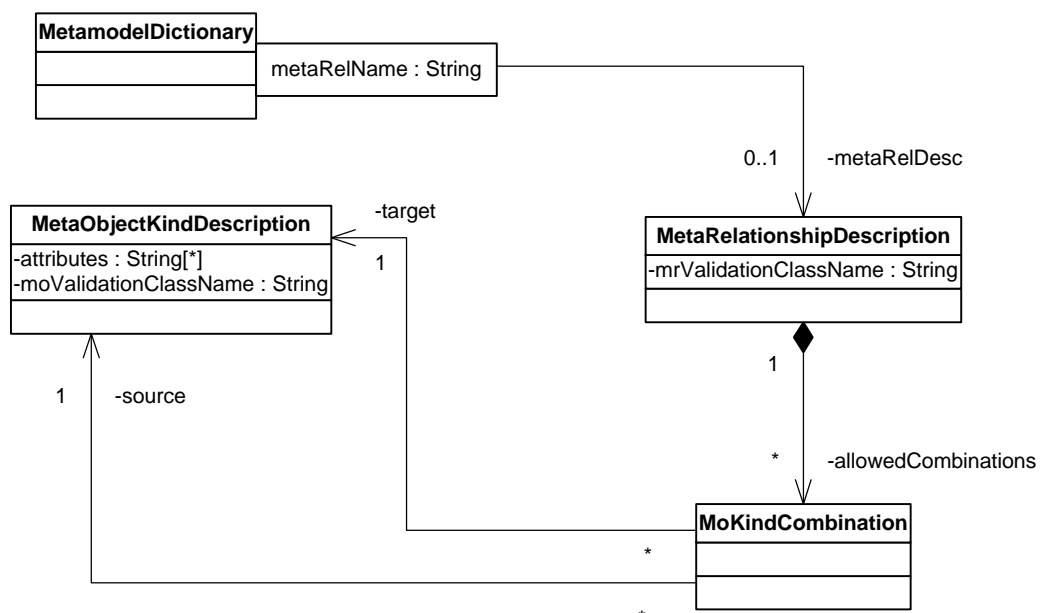 MetamodelDictionary
metaRelName : String
0..1
-metaRelDesc
MetaObjectKindDescription
-attributes : String[*]
-moValidationClassName : String
-target
1
MetaRelationshipDescription
-mrValidationClassName : String
1
-source
1
*
-allowedCombinations
MoKindCombination
*
*